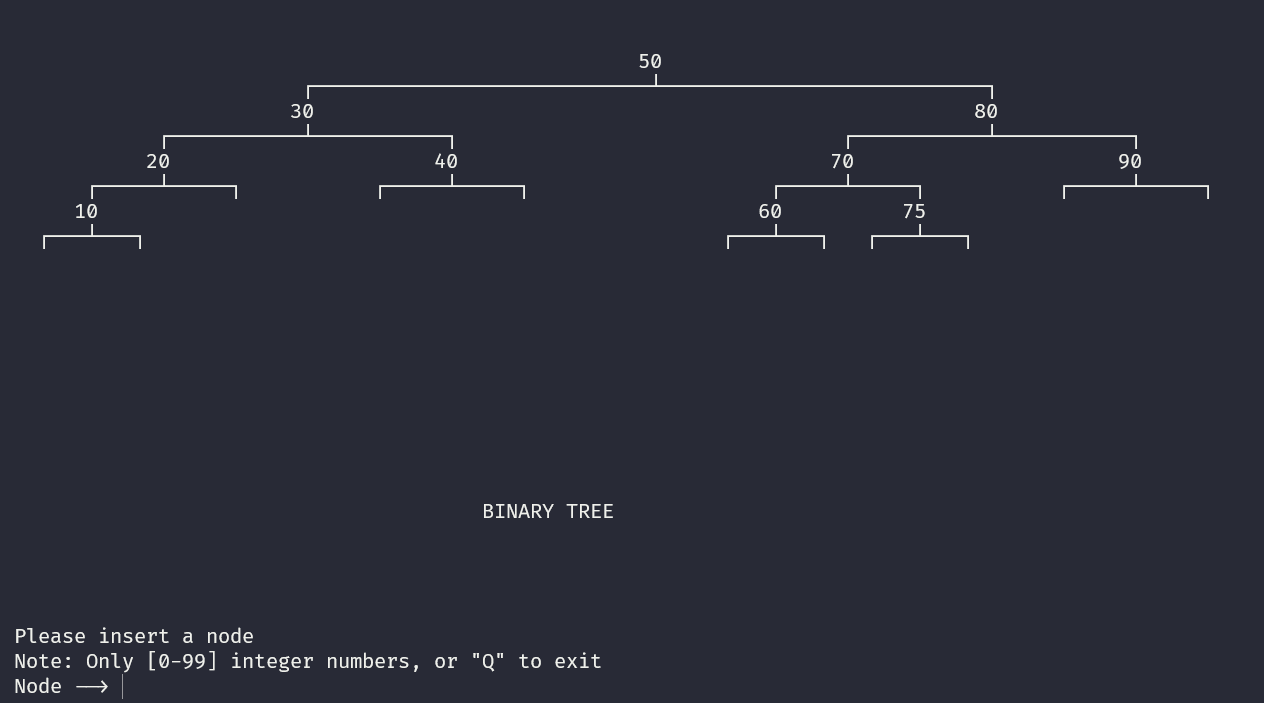 50
30 80
20 40 70 90
10 60 75
BINARY TREE
Please insert a node
Note: Only [0-99] integer numbers, or "Q" to exit
Node ⟶